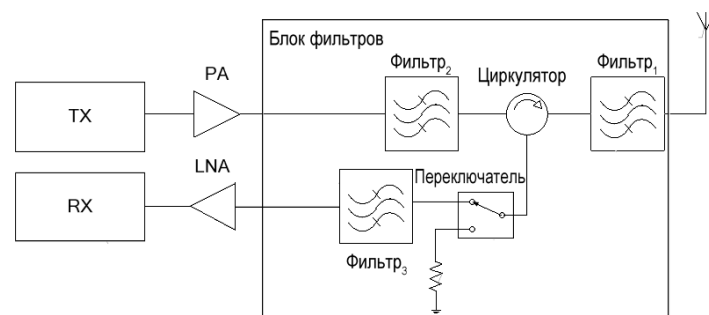 Блок фильтров
PA
Фильтр₂
Циркулятор
Фильтр₁
TX
LNA
Переключатель
RX
Фильтр₃